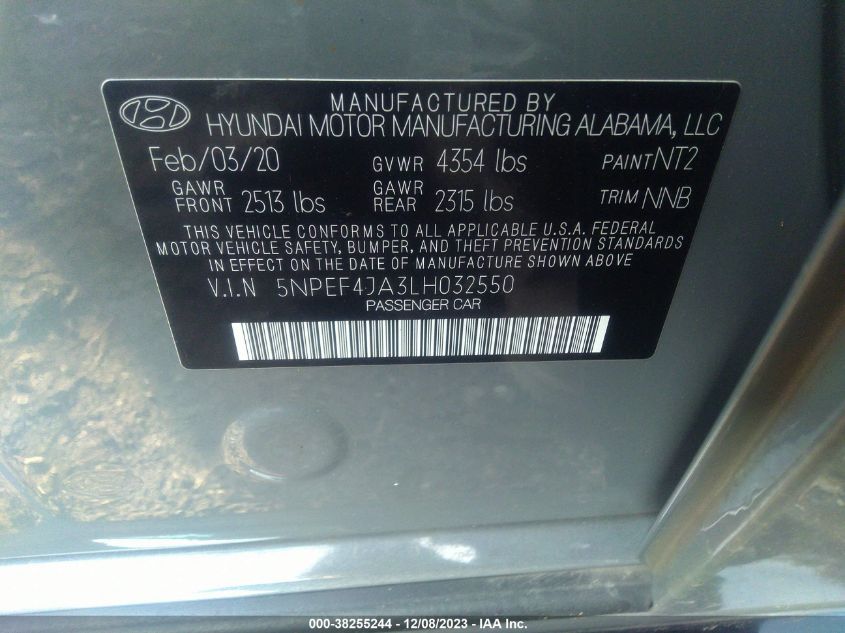 MANUFACTURED BY
HYUNDAI MOTOR MANUFACTURING ALABAMA, LLC
Feb/03/20 GVWR 4354 lbs PAINT NT2
GAWR FRONT 2513 lbs GAWR REAR 2315 lbs TRIM NNB
THIS VEHICLE CONFORMS TO ALL APPLICABLE U.S.A. FEDERAL
MOTOR VEHICLE SAFETY, BUMPER, AND THEFT PREVENTION STANDARDS
IN EFFECT ON THE DATE OF MANUFACTURE SHOWN ABOVE
V.I.N 5NPEF4JA3LH032550
PASSENGER CAR
000-38255244 - 12/08/2023 - IAA Inc.